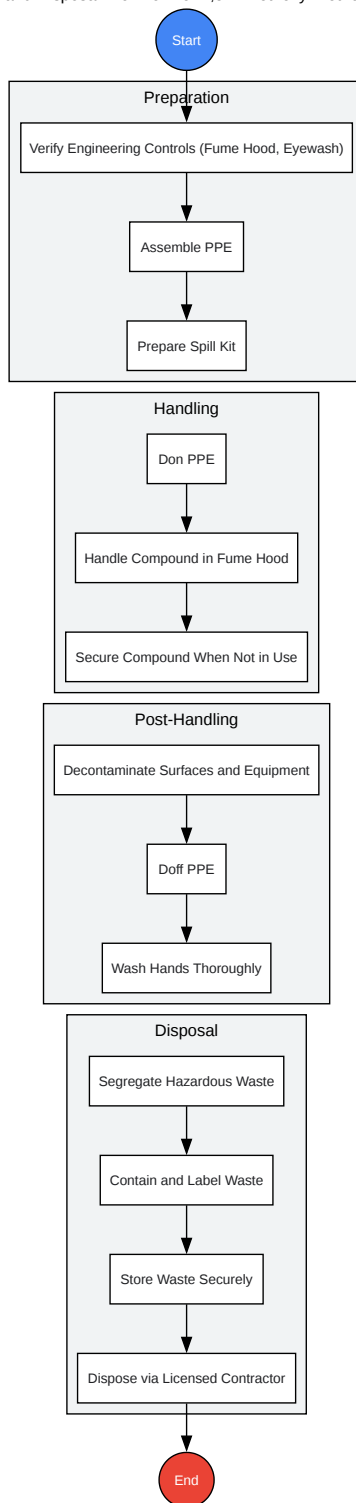 Start
Preparation
Verify Engineering Controls (Fume Hood, Eyewash)
Assemble PPE
Prepare Spill Kit
Handling
Don PPE
Handle Compound in Fume Hood
Secure Compound When Not in Use
Post-Handling
Decontaminate Surfaces and Equipment
Doff PPE
Wash Hands Thoroughly
Disposal
Segregate Hazardous Waste
Contain and Label Waste
Store Waste Securely
Dispose via Licensed Contractor
End